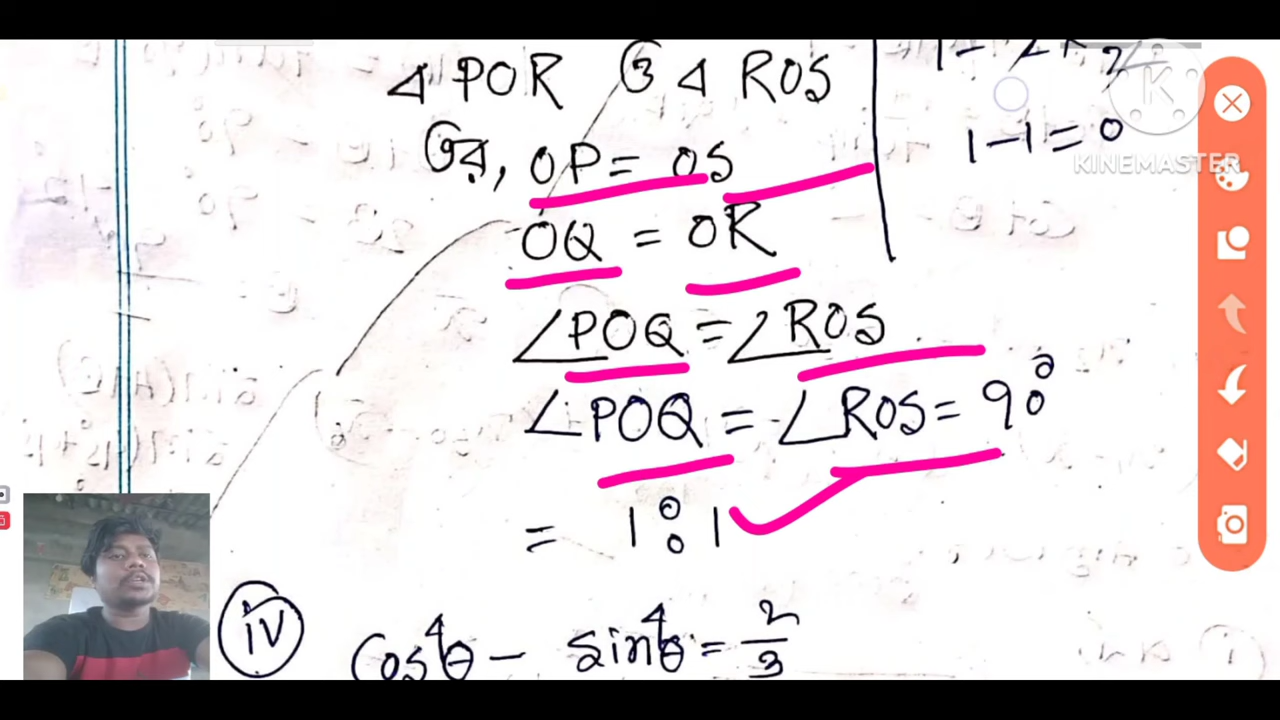 ⊿ POR ও ⊿ ROS
এর, OP = OS
OQ = OR
∠POQ = ∠ROS
∠POQ = ∠ROS = 90°
= 1 : 1
iv cos⁴θ − sin⁴θ = ২/3
1 − 1 = 0
K
KINEMASTER